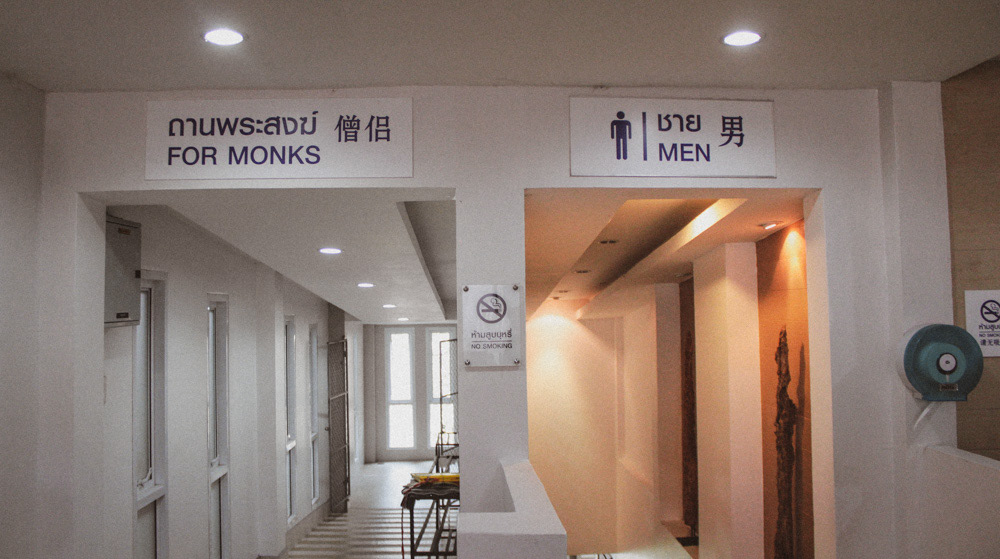 ถานพระสงฆ์ 僧侶
FOR MONKS
ชาย 男
MEN
ห้ามสูบบุหรี่
NO SMOKING